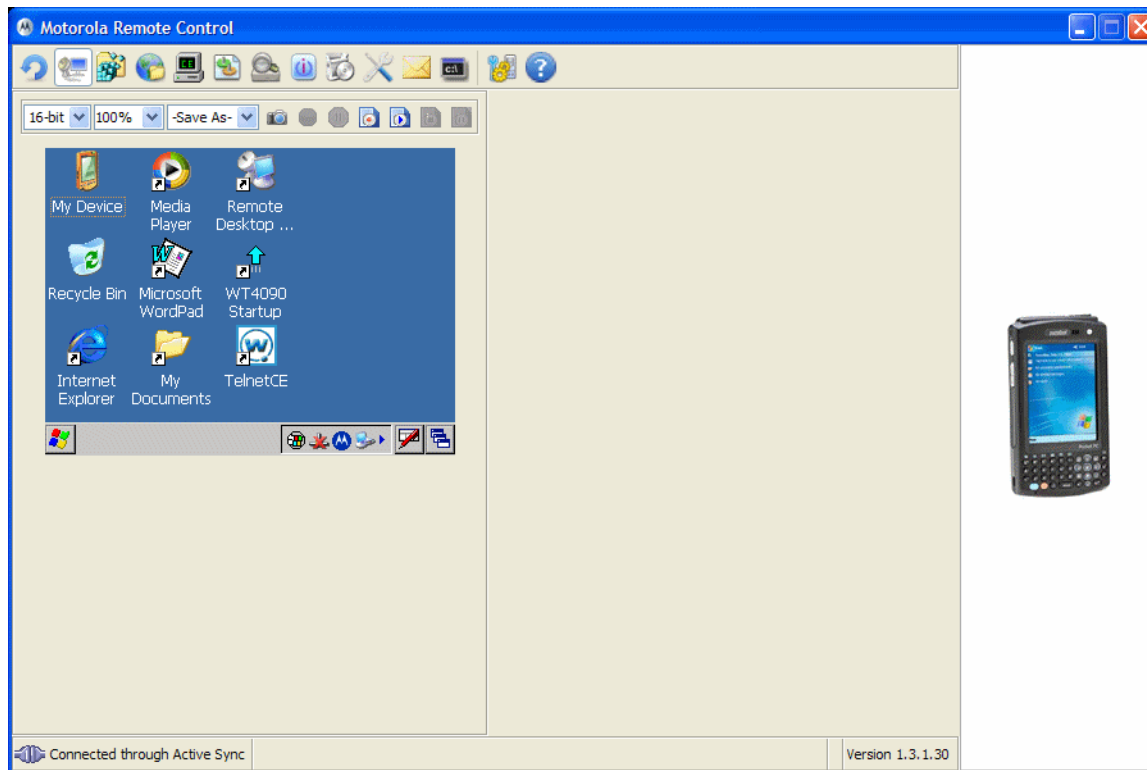 Motorola Remote Control
16-bit
100%
-Save As-
My Device
Media
Player
Remote
Desktop ...
Recycle Bin
Microsoft
WordPad
WT4090
Startup
Internet
Explorer
My
Documents
TelnetCE
Connected through Active Sync
Version 1.3.1.30